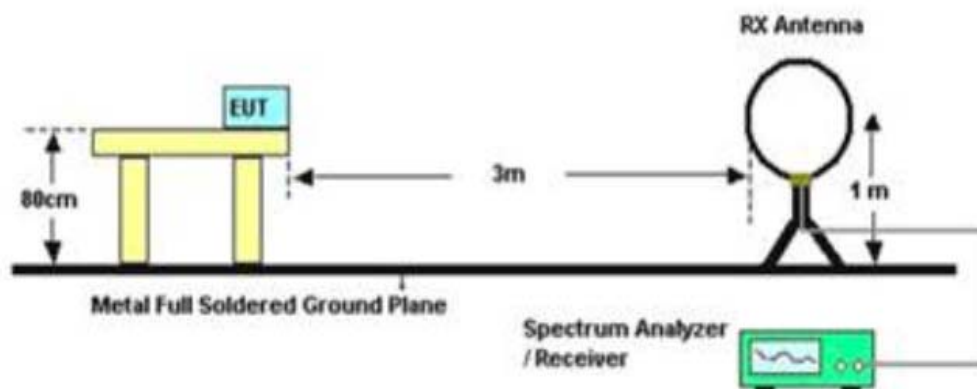 RX Antenna
EUT
80cm
3m
1 m
Metal Full Soldered Ground Plane
Spectrum Analyzer
/ Receiver